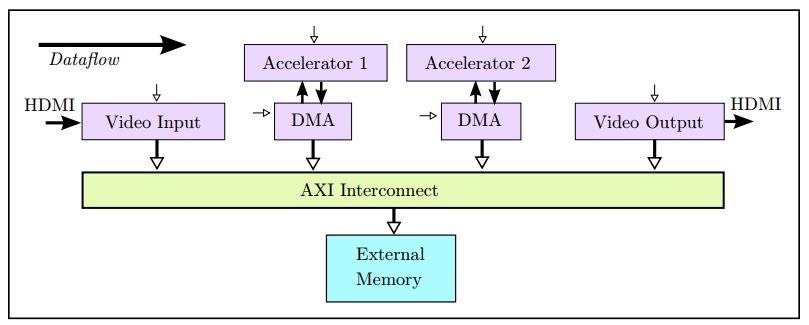 Dataflow
Accelerator 1
Accelerator 2
HDMI
Video Input
DMA
DMA
Video Output
HDMI
AXI Interconnect
External
Memory